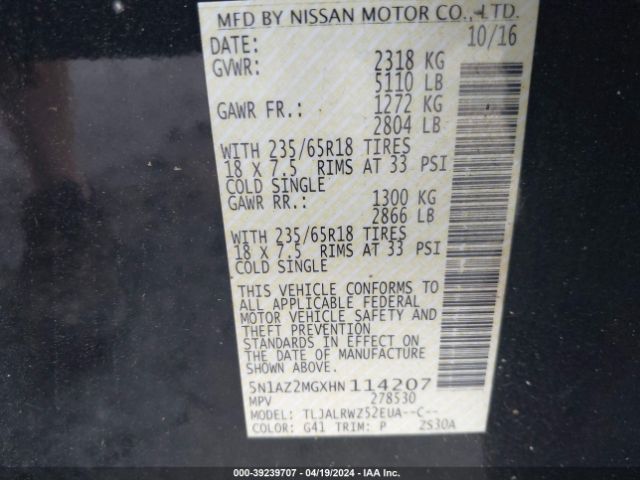 MFD BY NISSAN MOTOR CO., LTD.
DATE: 10/16
GVWR: 2318 KG
5110 LB
GAWR FR.: 1272 KG
2804 LB
WITH 235/65R18 TIRES
18 X 7.5 RIMS AT 33 PSI
COLD SINGLE
GAWR RR.: 1300 KG
2866 LB
WITH 235/65R18 TIRES
18 X 7.5 RIMS AT 33 PSI
COLD SINGLE
THIS VEHICLE CONFORMS TO
ALL APPLICABLE FEDERAL
MOTOR VEHICLE SAFETY AND
THEFT PREVENTION
STANDARDS IN EFFECT ON
THE DATE OF MANUFACTURE
SHOWN ABOVE.
5N1AZ2MGXHN114207
MPV 278530
MODEL: TLJALRWZ52EUA--C--
COLOR: G41 TRIM: P 2S30A
000-39239707 - 04/19/2024 - IAA Inc.